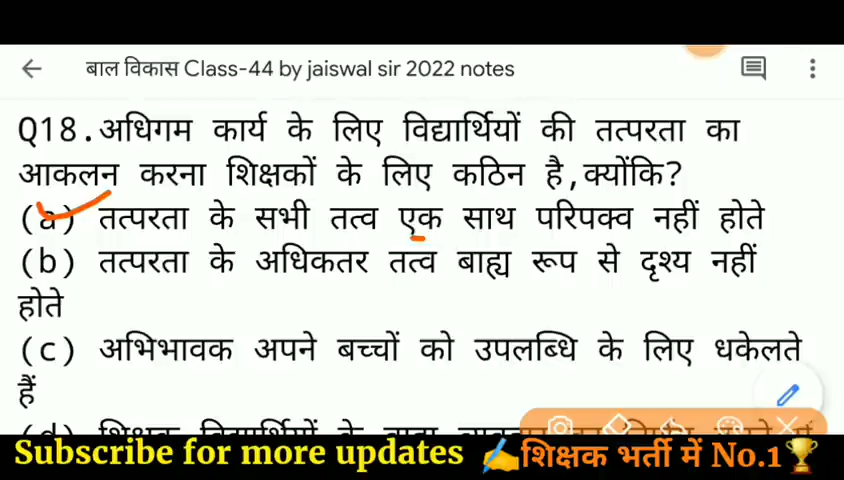 बाल विकास Class-44 by jaiswal sir 2022 notes
Q18.अधिगम कार्य के लिए विद्यार्थियों की तत्परता का
आकलन करना शिक्षकों के लिए कठिन है,क्योंकि?
(a) तत्परता के सभी तत्व एक साथ परिपक्व नहीं होते
(b) तत्परता के अधिकतर तत्व बाह्य रूप से दृश्य नहीं
होते
(c) अभिभावक अपने बच्चों को उपलब्धि के लिए धकेलते
हैं
(d) शिक्षक विद्यार्थियों के
Subscribe for more updates ✍शिक्षक भर्ती में No.1🏆